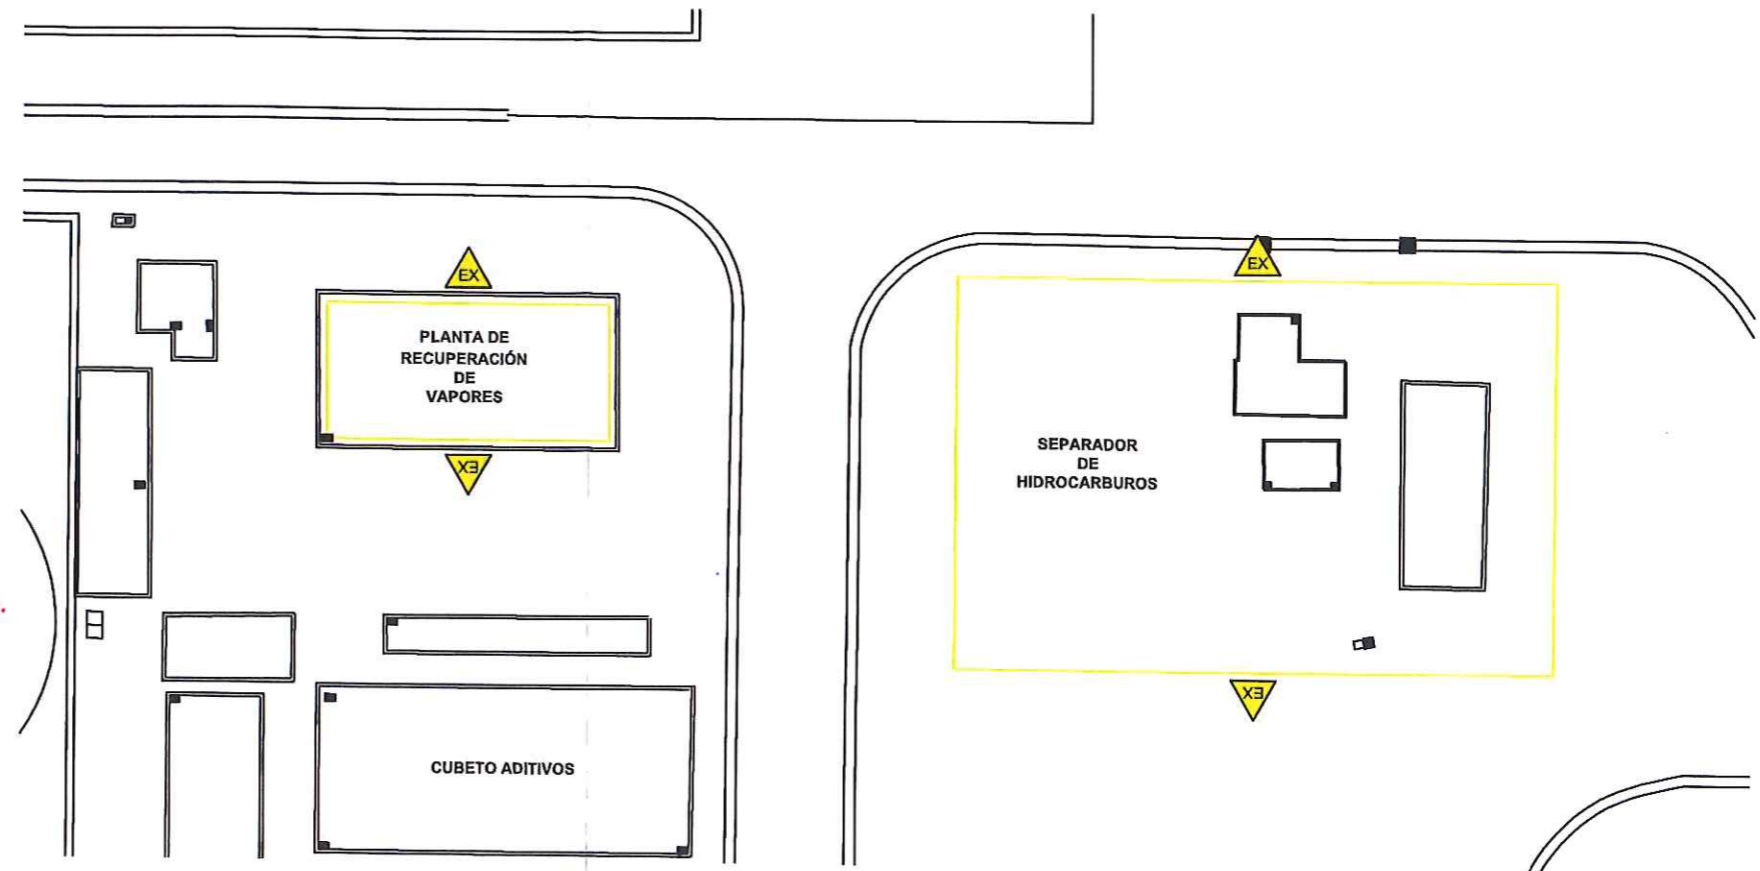 EX
PLANTA DE
RECUPERACIÓN
DE
VAPORES
EX
CUBETO ADITIVOS
EX
SEPARADOR
DE
HIDROCARBUROS
EX